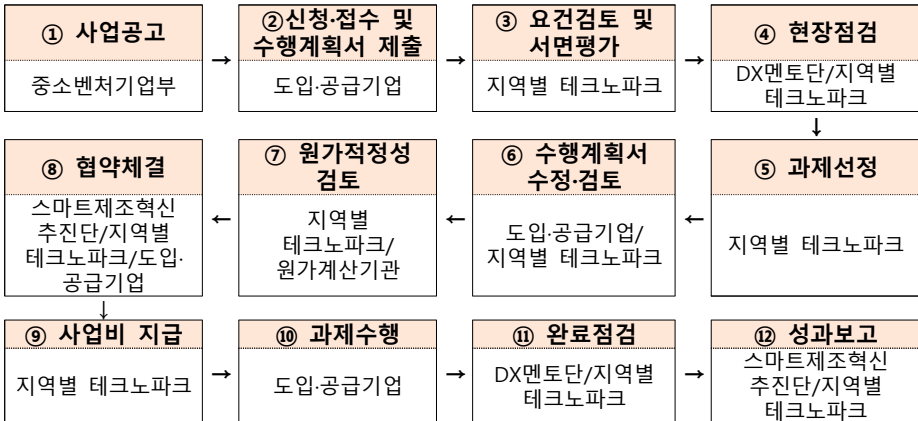 ① 사업공고
중소벤처기업부
→
②신청·접수 및
수행계획서 제출
도입·공급기업
→
③ 요건검토 및
서면평가
지역별 테크노파크
→
④ 현장점검
DX멘토단/지역별
테크노파크
↓
⑤ 과제선정
지역별 테크노파크
←
⑥ 수행계획서
수정·검토
도입·공급기업/
지역별 테크노파크
←
⑦ 원가적정성
검토
지역별
테크노파크/
원가계산기관
←
⑧ 협약체결
스마트제조혁신
추진단/지역별
테크노파크/도입·
공급기업
↓
⑨ 사업비 지급
지역별 테크노파크
→
⑩ 과제수행
도입·공급기업
→
⑪ 완료점검
DX멘토단/지역별
테크노파크
→
⑫ 성과보고
스마트제조혁신
추진단/지역별
테크노파크